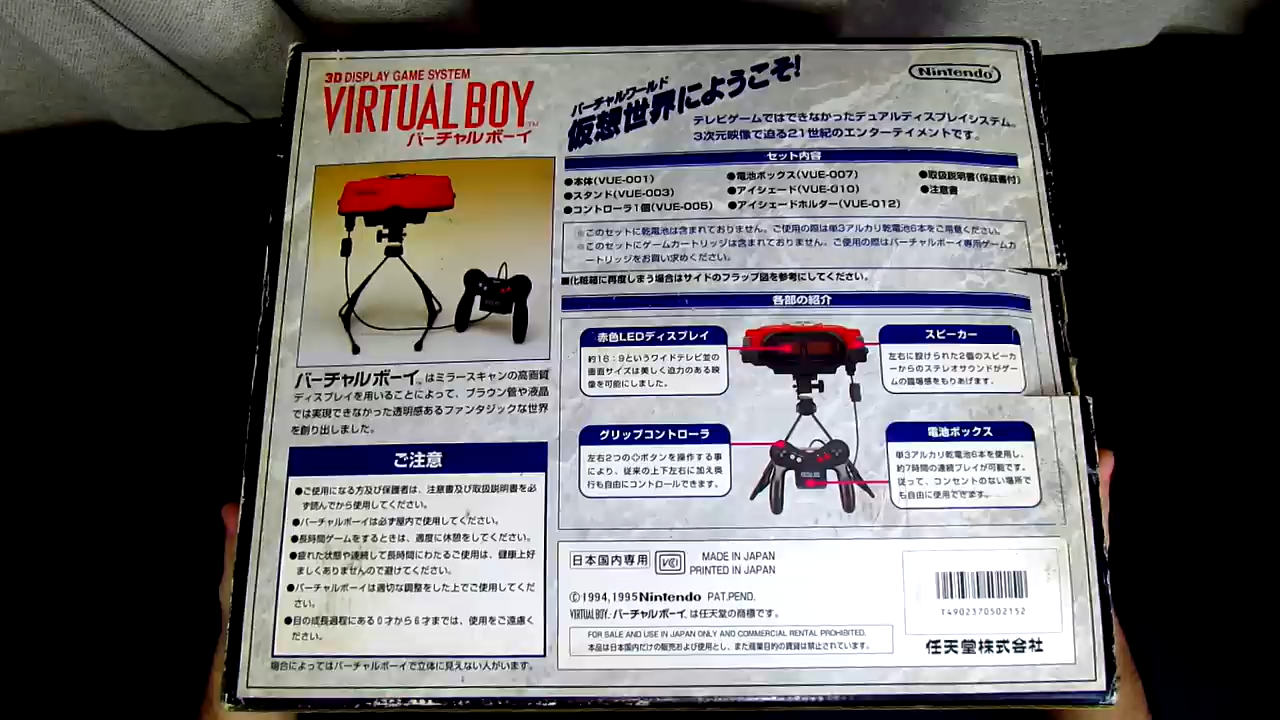 3D DISPLAY GAME SYSTEM
VIRTUAL BOY™
バーチャルボーイ
バーチャルワールド
仮想世界にようこそ!
Nintendo
テレビゲームではできなかったデュアルディスプレイシステム。
3次元映像で迫る21世紀のエンターテイメントです。
セット内容
●本体(VUE-001)
●スタンド(VUE-003)
●コントローラ1個(VUE-005)
●電池ボックス(VUE-007)
●アイシェード(VUE-010)
●アイシェードホルダー(VUE-012)
●取扱説明書(保証書付)
●注意書
※このセットに乾電池は含まれておりません。ご使用の際は単3アルカリ乾電池6本をご用意ください。
※このセットにゲームカートリッジは含まれておりません。ご使用の際はバーチャルボーイ専用ゲームカ
ートリッジをお買い求めください。
■化粧箱に再度しまう場合はサイドのフラップ図を参考にしてください。
各部の紹介
赤色LEDディスプレイ
約16:9というワイドテレビ並の
画面サイズは美しく迫力のある映
像を可能にしました。
スピーカー
左右に設けられた2個のスピーカ
ーからのステレオサウンドがゲー
ムの臨場感をもりあげます。
グリップコントローラ
左右2つの✚ボタンを操作する事
により、従来の上下左右に加え奥
行も自由にコントロールできます。
電池ボックス
単3アルカリ乾電池6本を使用し、
約7時間の連続プレイが可能です。
従って、コンセントのない場所で
も自由に使用できます。
バーチャルボーイ™はミラースキャンの高画質
ディスプレイを用いることによって、ブラウン管や液晶
では実現できなかった透明感あるファンタジックな世界
を創り出しました。
ご注意
●ご使用になる方及び保護者は、注意書及び取扱説明書を必
ず読んでから使用してください。
●バーチャルボーイは必ず屋内で使用してください。
●長時間ゲームをするときは、適度に休憩をしてください。
●疲れた状態や連続して長時間にわたるご使用は、健康上好
ましくありませんので避けてください。
●バーチャルボーイは適切な調整をした上でご使用してくだ
さい。
●目の成長過程にある0才から6才までは、使用をご遠慮く
ださい。
場合によってはバーチャルボーイで立体に見えない人がいます。
日本国内専用
VCI
MADE IN JAPAN
PRINTED IN JAPAN
©1994,1995 Nintendo PAT.PEND.
VIRTUAL BOY™・バーチャルボーイ™は任天堂の商標です。
FOR SALE AND USE IN JAPAN ONLY AND COMMERCIAL RENTAL PROHIBITED.
本品は日本国内だけの販売および使用とし、また商業目的の賃貸は禁止されています。
T4902370502152
任天堂株式会社